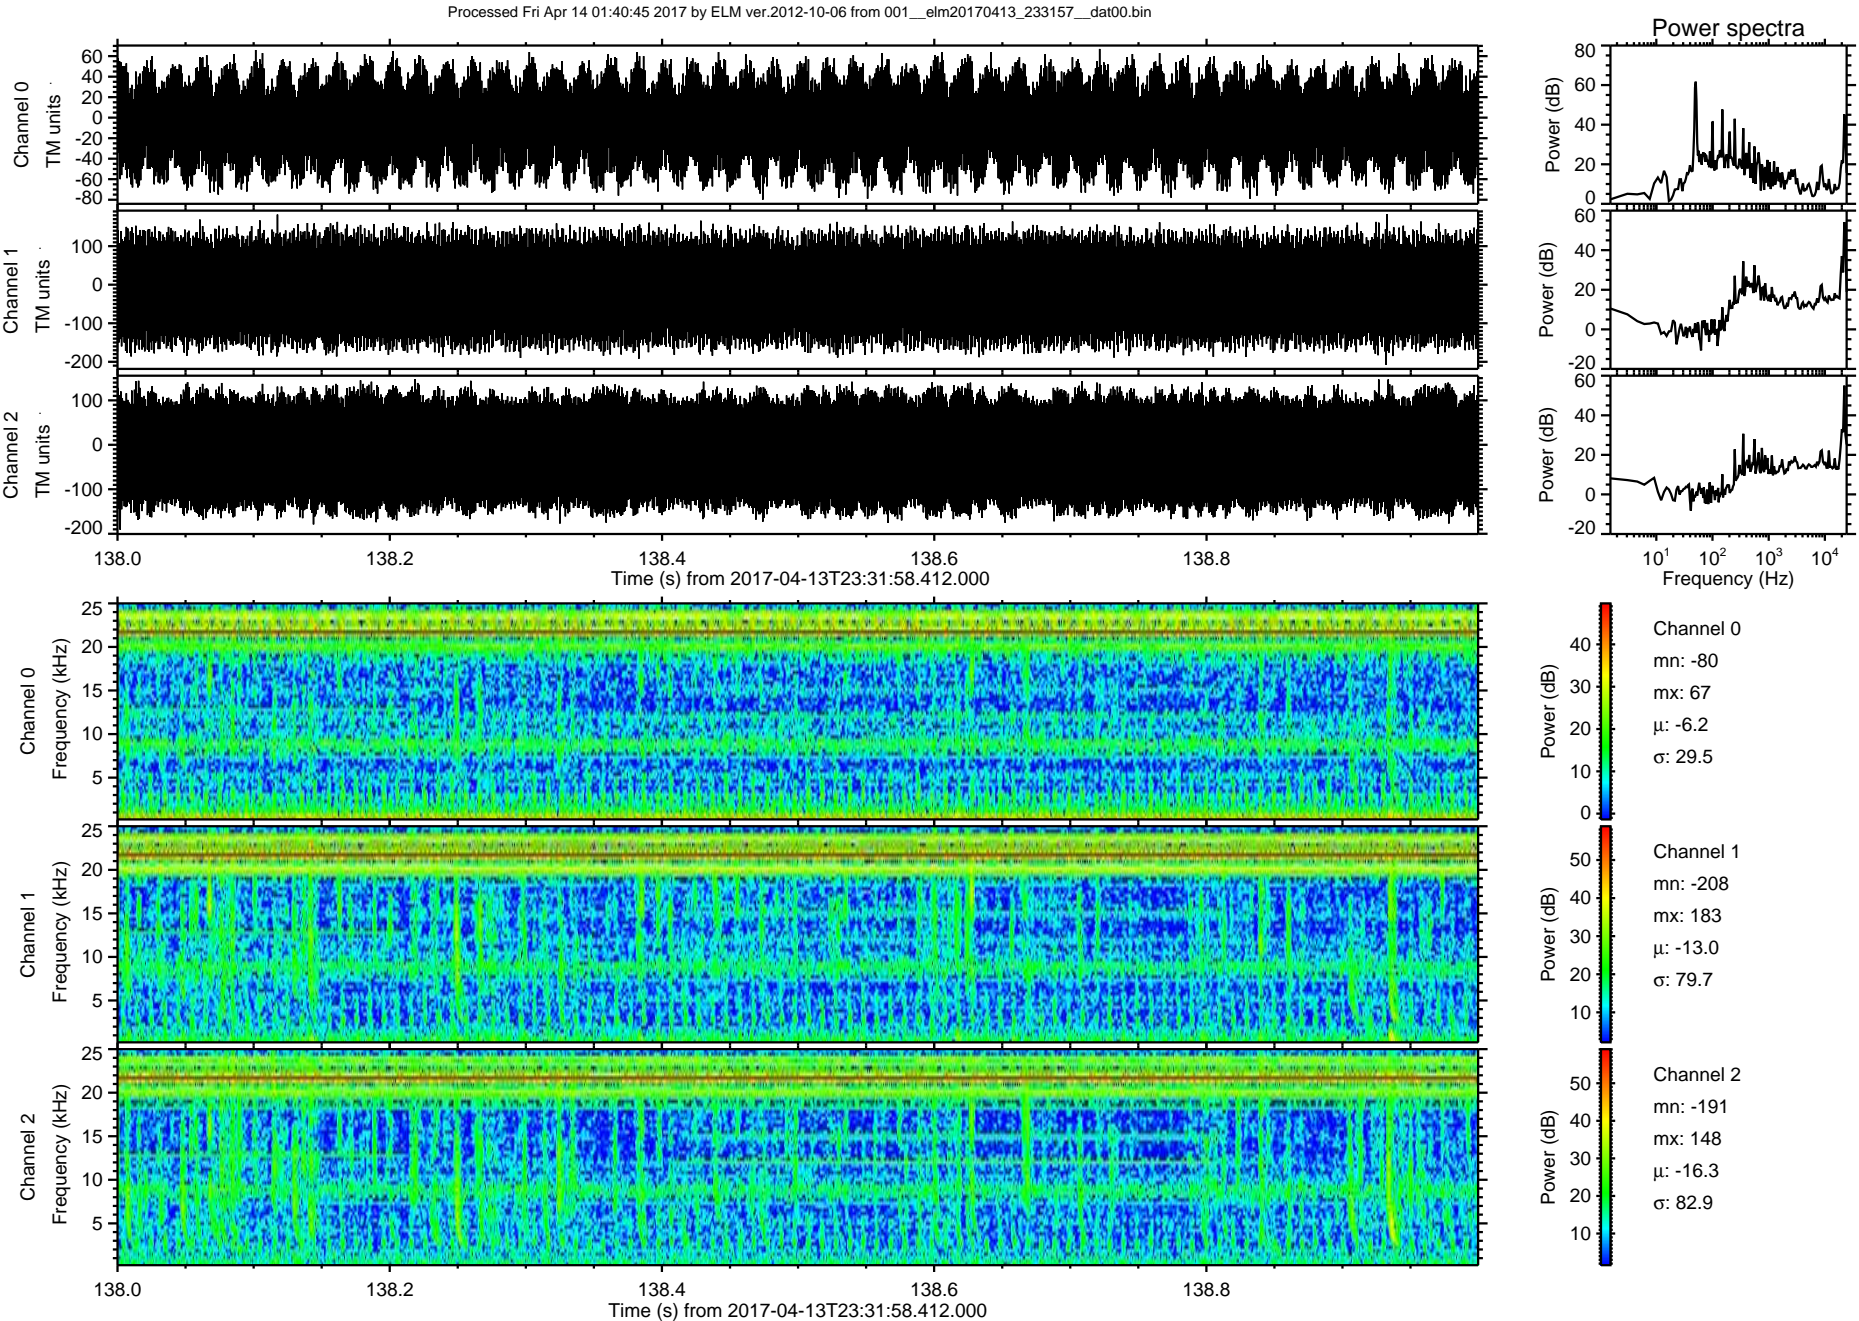 Processed Fri Apr 14 01:40:45 2017 by ELM ver.2012-10-06 from 001__elm20170413_233157__dat00.bin
Power spectra
Channel 0
TM units
60
40
20
0
-20
-40
-60
-80
Power (dB)
80
60
40
20
0
Channel 1
TM units
100
0
-100
-200
Power (dB)
60
40
20
0
-20
Channel 2
TM units
100
0
-100
-200
Power (dB)
60
40
20
0
-20
138.0 138.2 138.4 138.6 138.8
Time (s) from 2017-04-13T23:31:58.412.000
10¹ 10² 10³ 10⁴
Frequency (Hz)
Channel 0
Frequency (kHz)
25
20
15
10
5
Power (dB)
40
30
20
10
0
Channel 0
mn: -80
mx: 67
μ: -6.2
σ: 29.5
Channel 1
Frequency (kHz)
25
20
15
10
5
Power (dB)
50
40
30
20
10
Channel 1
mn: -208
mx: 183
μ: -13.0
σ: 79.7
Channel 2
Frequency (kHz)
25
20
15
10
5
Power (dB)
50
40
30
20
10
Channel 2
mn: -191
mx: 148
μ: -16.3
σ: 82.9
138.0 138.2 138.4 138.6 138.8
Time (s) from 2017-04-13T23:31:58.412.000